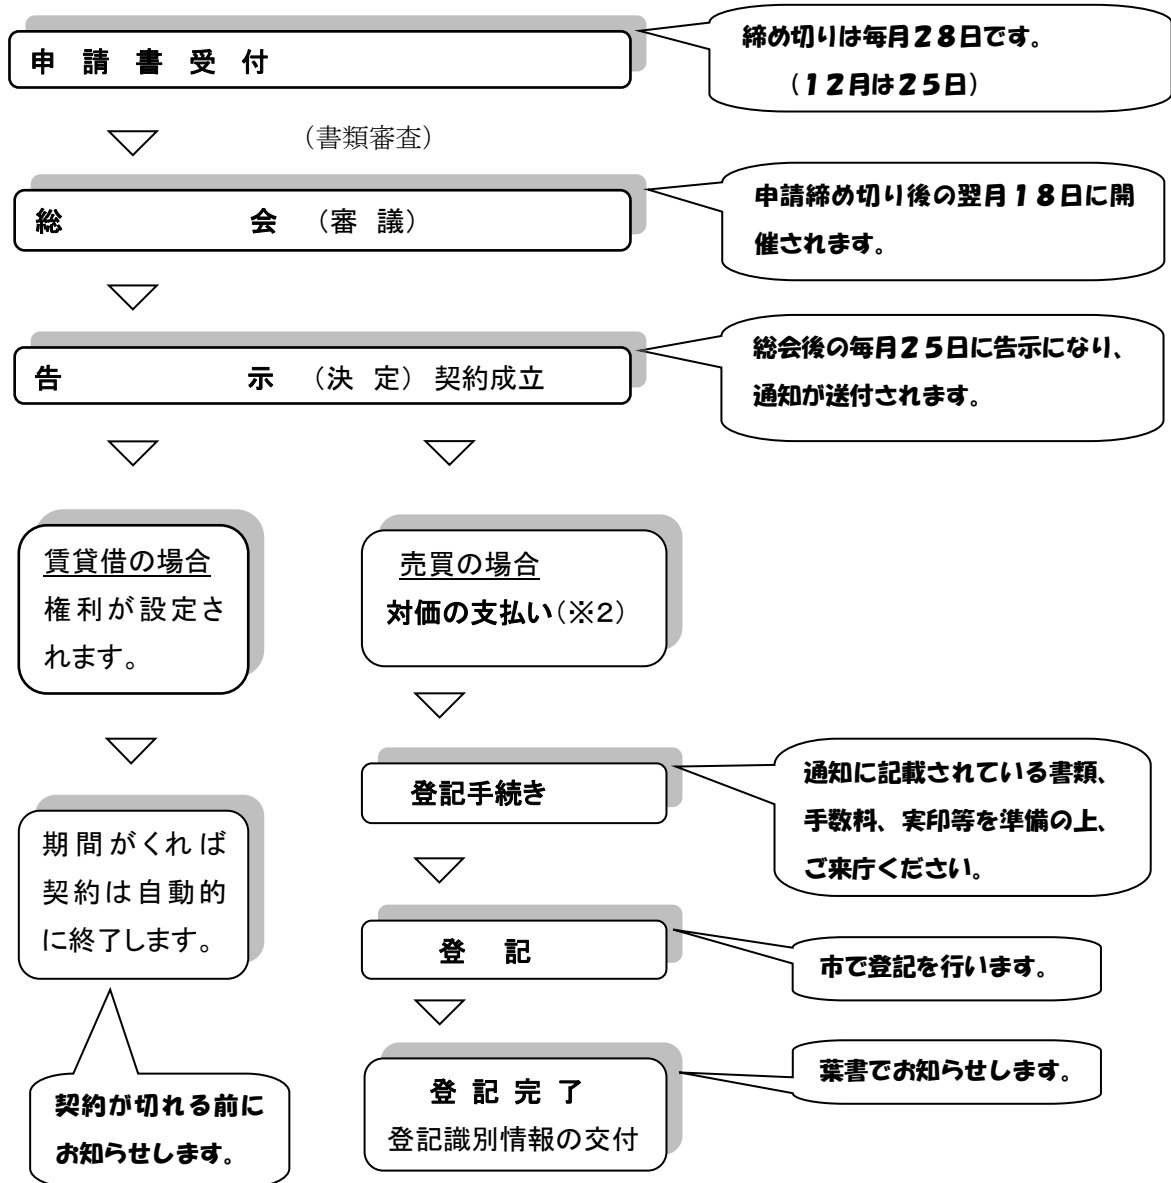 申請書受付
締め切りは毎月２８日です。
（１２月は２５日）
（書類審査）
総会（審議）
申請締め切り後の翌月１８日に開
催されます。
告示（決定）契約成立
総会後の毎月２５日に告示になり、
通知が送付されます。
賃貸借の場合
権利が設定さ
れます。
売買の場合
対価の支払い（※２）
登記手続き
通知に記載されている書類、
手数料、実印等を準備の上、
ご来庁ください。
期間がくれば
契約は自動的
に終了します。
登記
市で登記を行います。
契約が切れる前に
お知らせします。
登記完了
登記識別情報の交付
葉書でお知らせします。